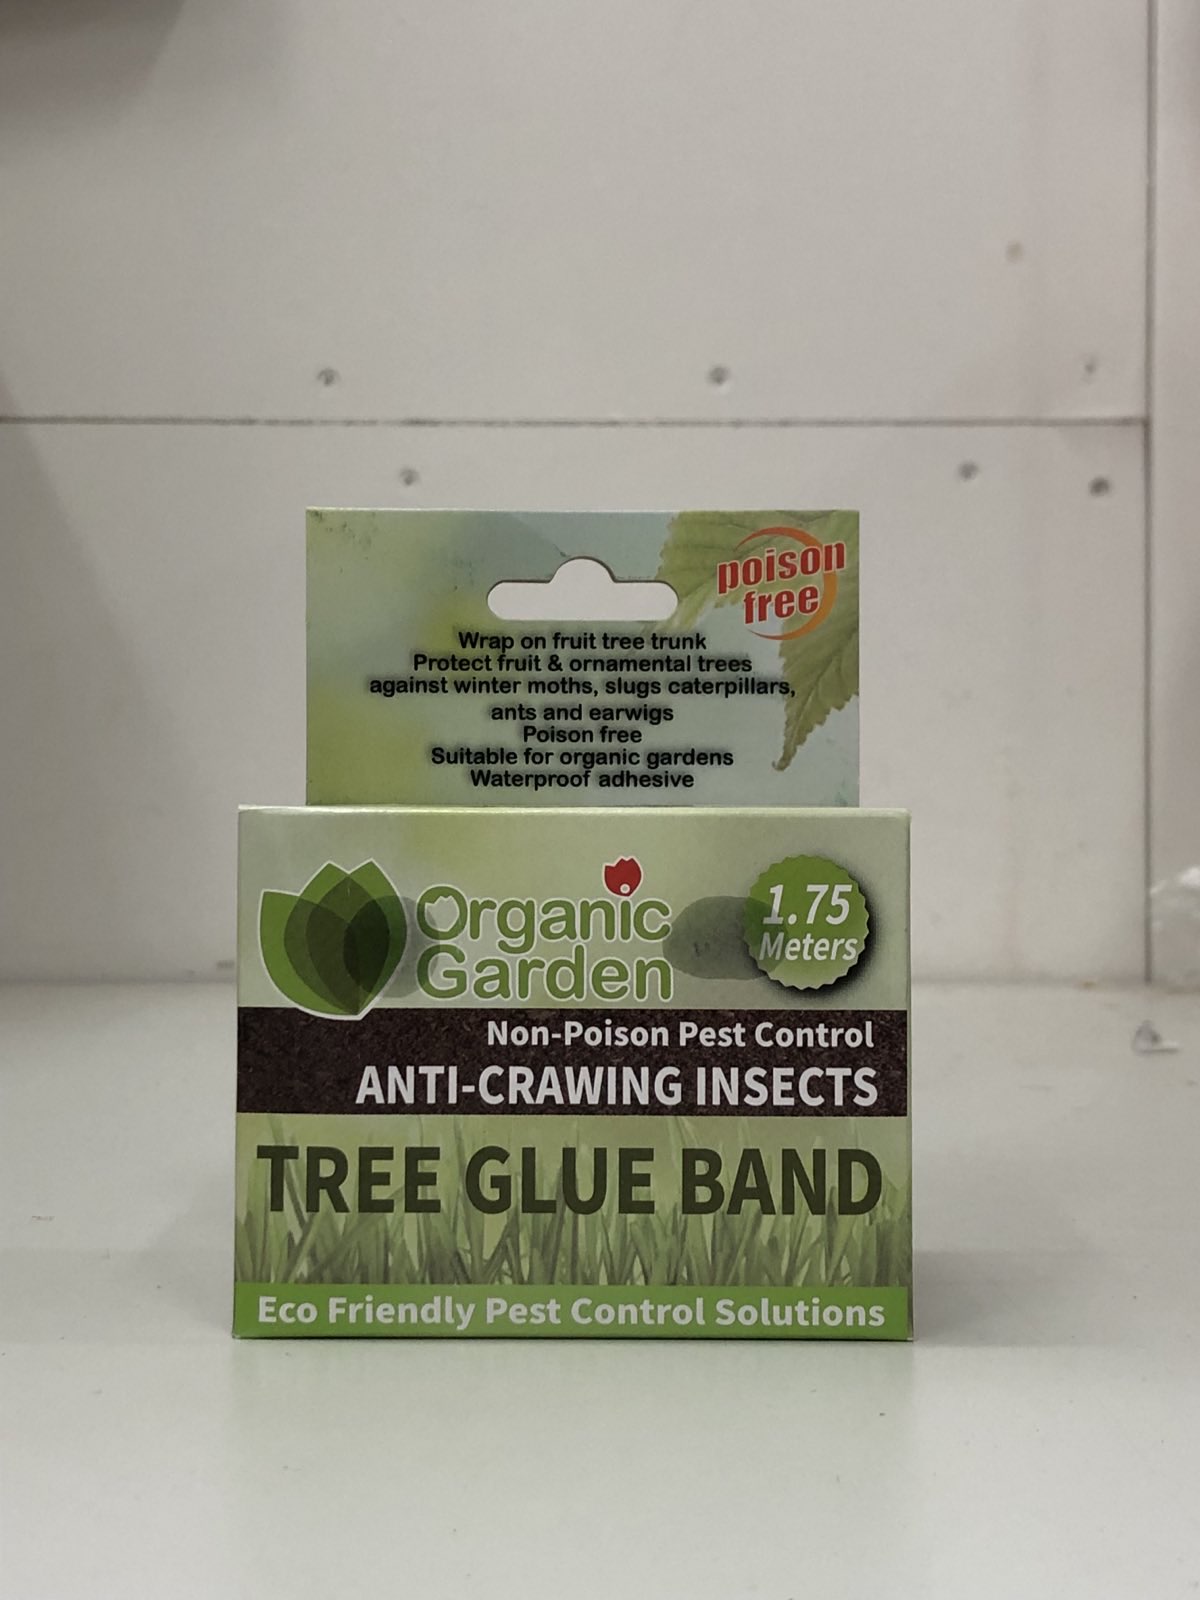 poison
free
Wrap on fruit tree trunk
Protect fruit & ornamental trees
against winter moths, slugs caterpillars,
ants and earwigs
Poison free
Suitable for organic gardens
Waterproof adhesive
Organic
Garden
1.75
Meters
Non-Poison Pest Control
ANTI-CRAWING INSECTS
TREE GLUE BAND
Eco Friendly Pest Control Solutions